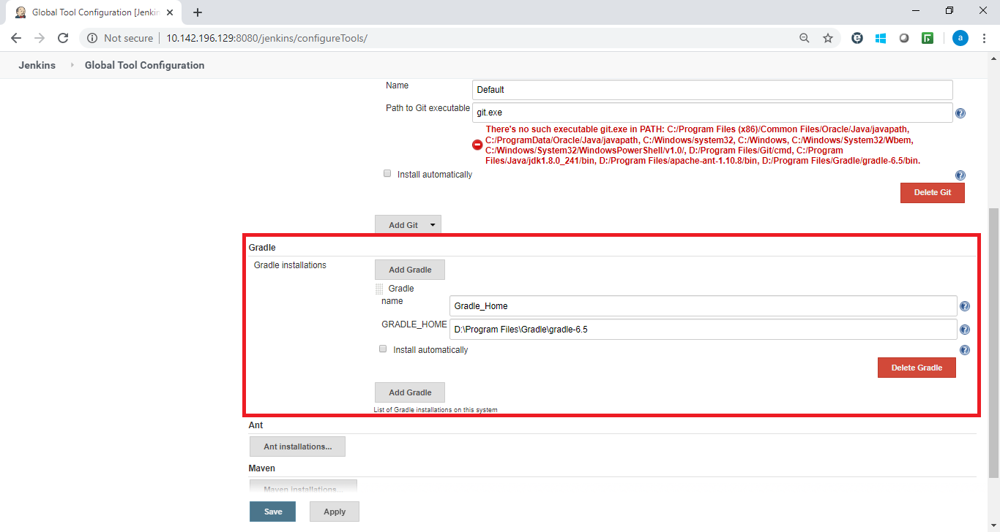 Global Tool Configuration [Jenkin
Not secure
10.142.196.129:8080/jenkins/configureTools/
a
Jenkins
Global Tool Configuration
Name
Default
Path to Git executable
git.exe
There's no such executable git.exe in PATH: C:/Program Files (x86)/Common Files/Oracle/Java/javapath,
C:/ProgramData/Oracle/Java/javapath, C:/Windows/system32, C:/Windows, C:/Windows/System32/Wbem,
C:/Windows/System32/WindowsPowerShell/v1.0/, D:/Program Files/Git/cmd, C:/Program
Files/Java/jdk1.8.0_241/bin, D:/Program Files/apache-ant-1.10.8/bin, D:/Program Files/Gradle/gradle-6.5/bin.
Install automatically
Delete Git
Add Git
Gradle
Gradle installations
Add Gradle
Gradle
name
Gradle_Home
GRADLE_HOME
D:\Program Files\Gradle\gradle-6.5
Install automatically
Delete Gradle
Add Gradle
List of Gradle installations on this system
Ant
Ant installations...
Maven
Maven installations...
Save
Apply